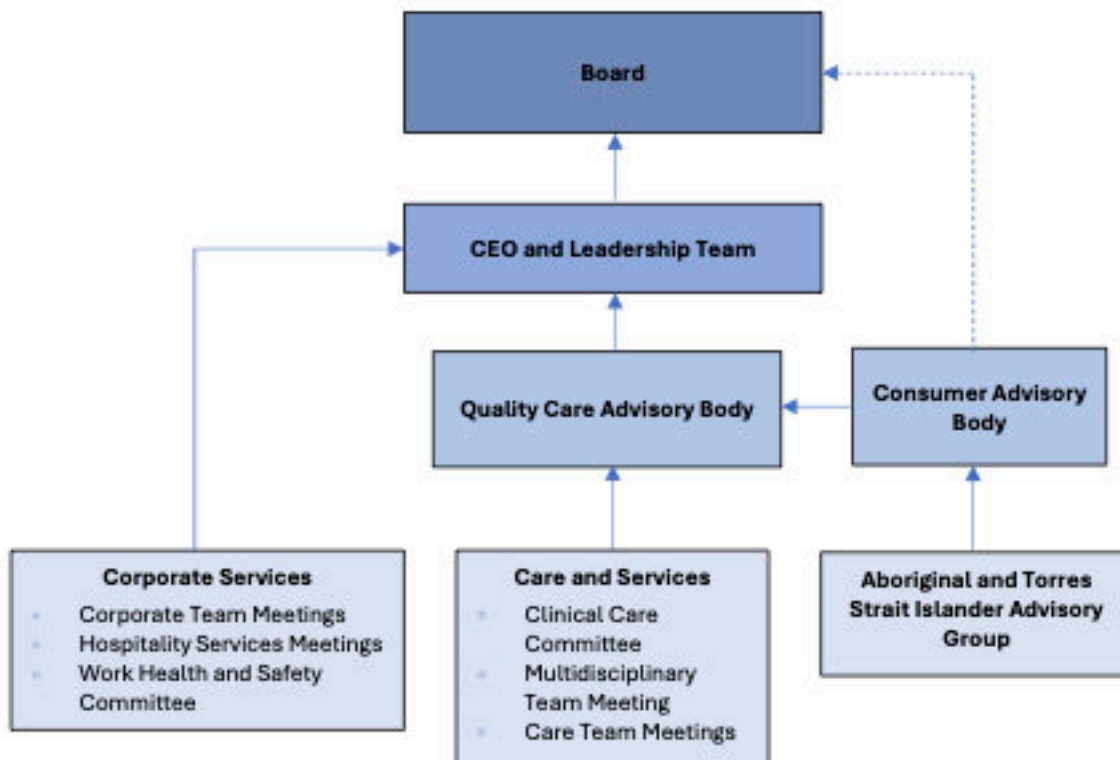 Board
CEO and Leadership Team
Quality Care Advisory Body
Consumer Advisory
Body
Corporate Services
Corporate Team Meetings
Hospitality Services Meetings
Work Health and Safety
Committee
Care and Services
Clinical Care
Committee
Multidisciplinary
Team Meeting
Care Team Meetings
Aboriginal and Torres
Strait Islander Advisory
Group